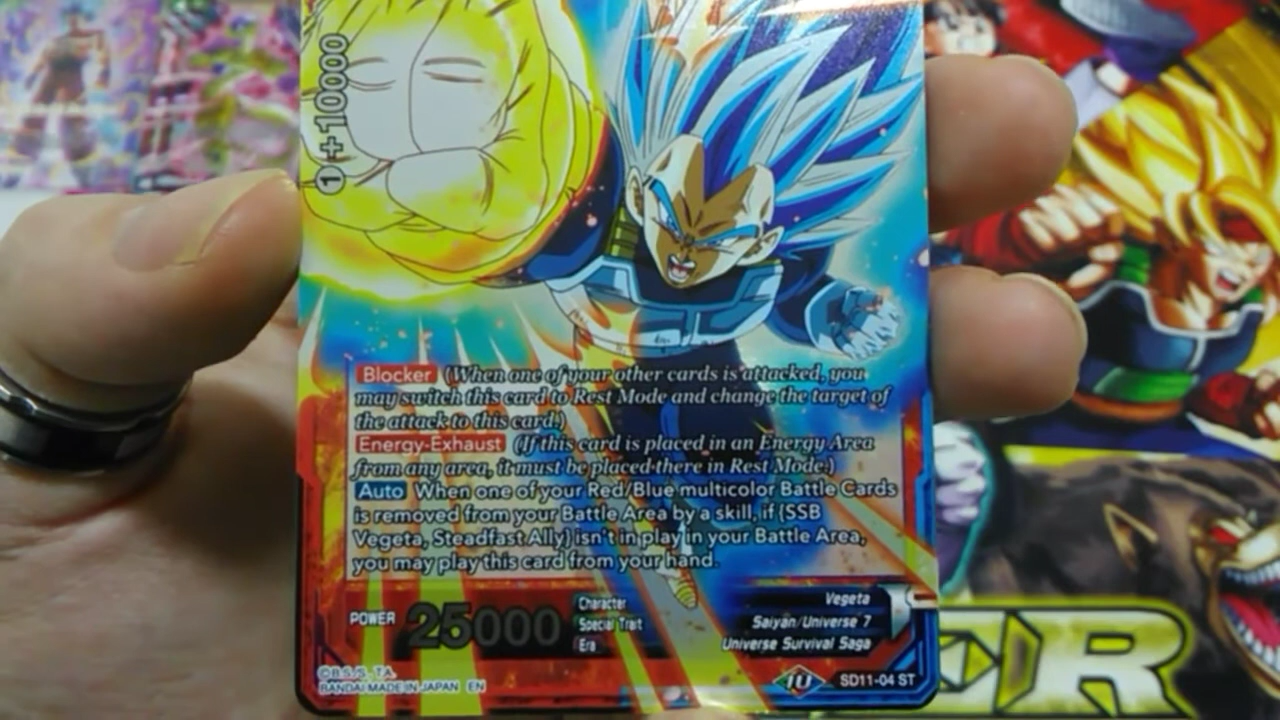 1 +10000
Blocker (When one of your other cards is attacked, you
may switch this card to Rest Mode and change the target of
the attack to this card.)
Energy-Exhaust (If this card is placed in an Energy Area
from any area, it must be placed there in Rest Mode.)
Auto When one of your Red/Blue multicolor Battle Cards
is removed from your Battle Area by a skill, if {SSB
Vegeta, Steadfast Ally} isn't in play in your Battle Area,
you may play this card from your hand.
POWER 25000
Character Vegeta
Special Trait Saiyan/Universe 7
Era Universe Survival Saga
©B.S./S., T.A.
BANDAI MADE IN JAPAN EN
SD11-04 ST
ER